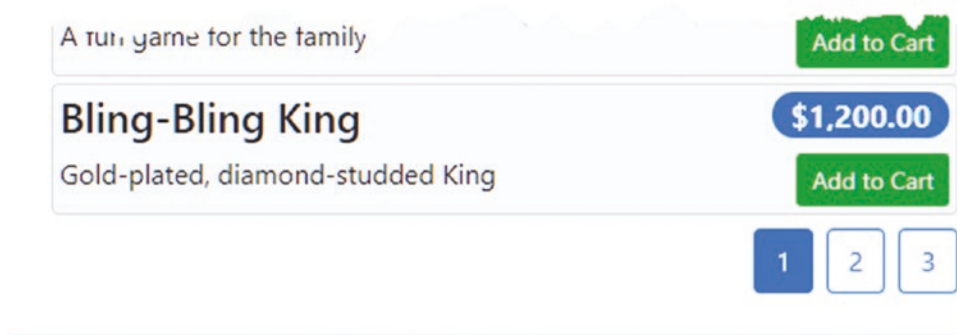 A fun game for the family
Add to Cart
Bling-Bling King
$1,200.00
Gold-plated, diamond-studded King
Add to Cart
1 2 3